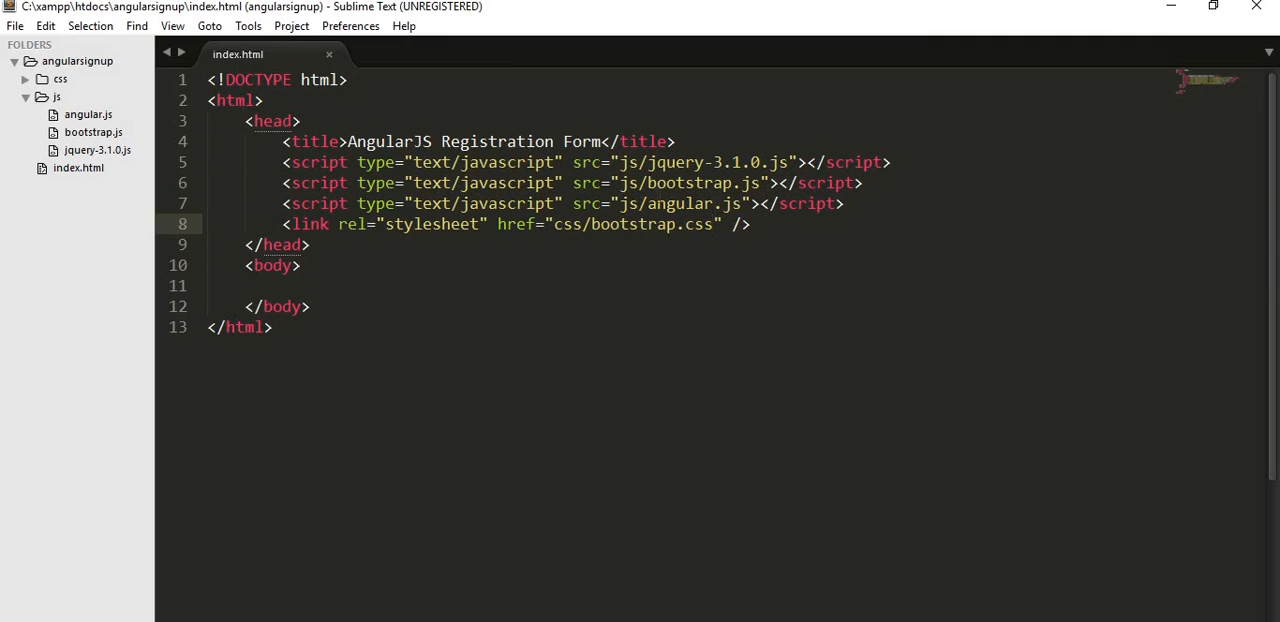 C:\xampp\htdocs\angularsignup\index.html (angularsignup) - Sublime Text (UNREGISTERED)
File Edit Selection Find View Goto Tools Project Preferences Help
FOLDERS
angularsignup
css
js
angular.js
bootstrap.js
jquery-3.1.0.js
index.html
index.html
1 <!DOCTYPE html>
2 <html>
3 <head>
4 <title>AngularJS Registration Form</title>
5 <script type="text/javascript" src="js/jquery-3.1.0.js"></script>
6 <script type="text/javascript" src="js/bootstrap.js"></script>
7 <script type="text/javascript" src="js/angular.js"></script>
8 <link rel="stylesheet" href="css/bootstrap.css" />
9 </head>
10 <body>
11
12 </body>
13 </html>